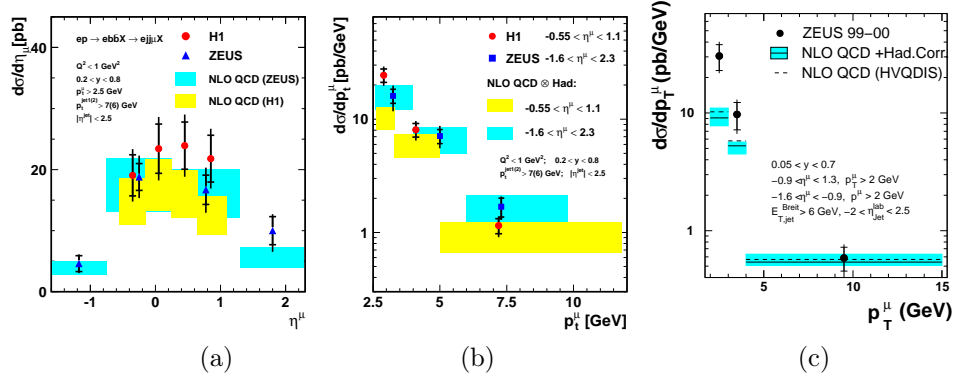 dσ/dη^μ[pb]
40
20
0
ep → ebb̄X → ejjμX
Q² < 1 GeV²
0.2 < y < 0.8
p_t^μ > 2.5 GeV
p_t^jet1(2) > 7(6) GeV
|η^jet| < 2.5
H1
ZEUS
NLO QCD (ZEUS)
NLO QCD (H1)
-1 0 1 2
η^μ
(a)
dσ/dp_t^μ [pb/GeV]
10
1
H1 -0.55 < η^μ < 1.1
ZEUS -1.6 < η^μ < 2.3
NLO QCD ⊗ Had:
-0.55 < η^μ < 1.1
-1.6 < η^μ < 2.3
Q² < 1 GeV²; 0.2 < y < 0.8
p_t^jet1(2) > 7(6) GeV; |η^jet| < 2.5
2.5 5 7.5 10
p_t^μ [GeV]
(b)
dσ/dp_T^μ (pb/GeV)
10
1
ZEUS 99-00
NLO QCD +Had.Corr.
NLO QCD (HVQDIS)
0.05 < y < 0.7
−0.9 <η^μ < 1.3, p_T^μ > 2 GeV
−1.6 <η^μ < −0.9, p^μ > 2 GeV
E_T,jet^Breit > 6 GeV, −2 < η_Jet^lab < 2.5
5 10 15
p_T^μ (GeV)
(c)